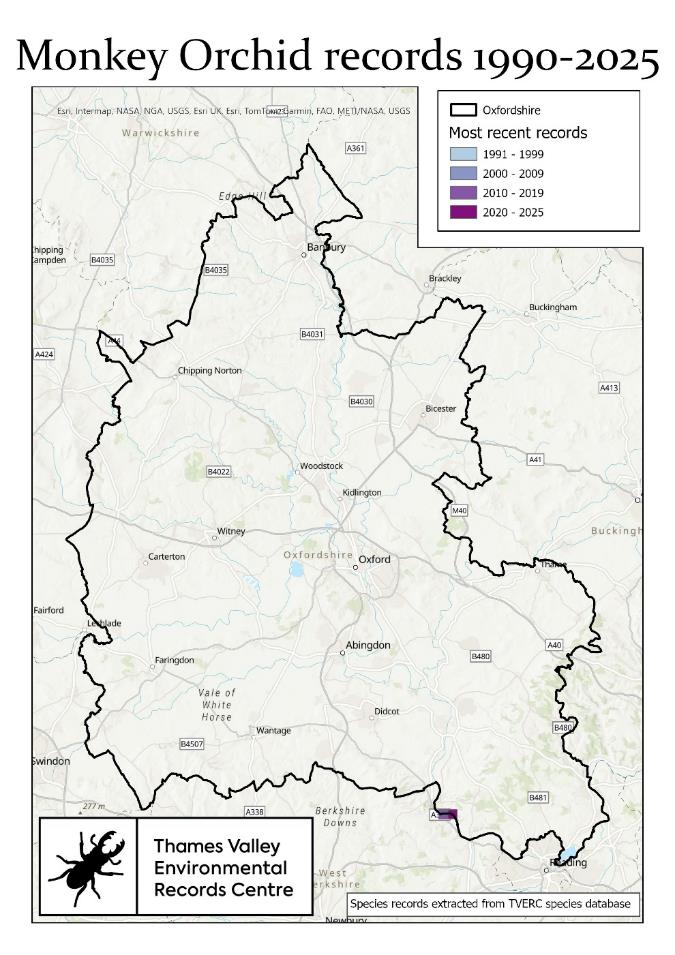 Monkey Orchid records 1990-2025
Esri, Intermap, NASA, NGA, USGS, Esri UK, Esri, TomTom, Garmin, FAO, METI/NASA, USGS
Oxfordshire
Most recent records
1991 - 1999
2000 - 2009
2010 - 2019
2020 - 2025
Warwickshire
A361
Edge Hill
Banbury
Chipping
Campden
B4035
B4035
Brackley
Buckingham
B4031
A44
A424
Chipping Norton
A413
B4030
Bicester
A41
B4022
Woodstock
Kidlington
M40
Witney
Buckingh
Oxfordshire
Carterton
Oxford
Thame
Fairford
Lechlade
A40
Abingdon
B480
Faringdon
Vale of
White
Horse
Didcot
B480
Wantage
B4507
Swindon
B481
277 m
A338
Berkshire
Downs
Reading
West
erkshire
Newbury
Thames Valley
Environmental
Records Centre
Species records extracted from TVERC species database